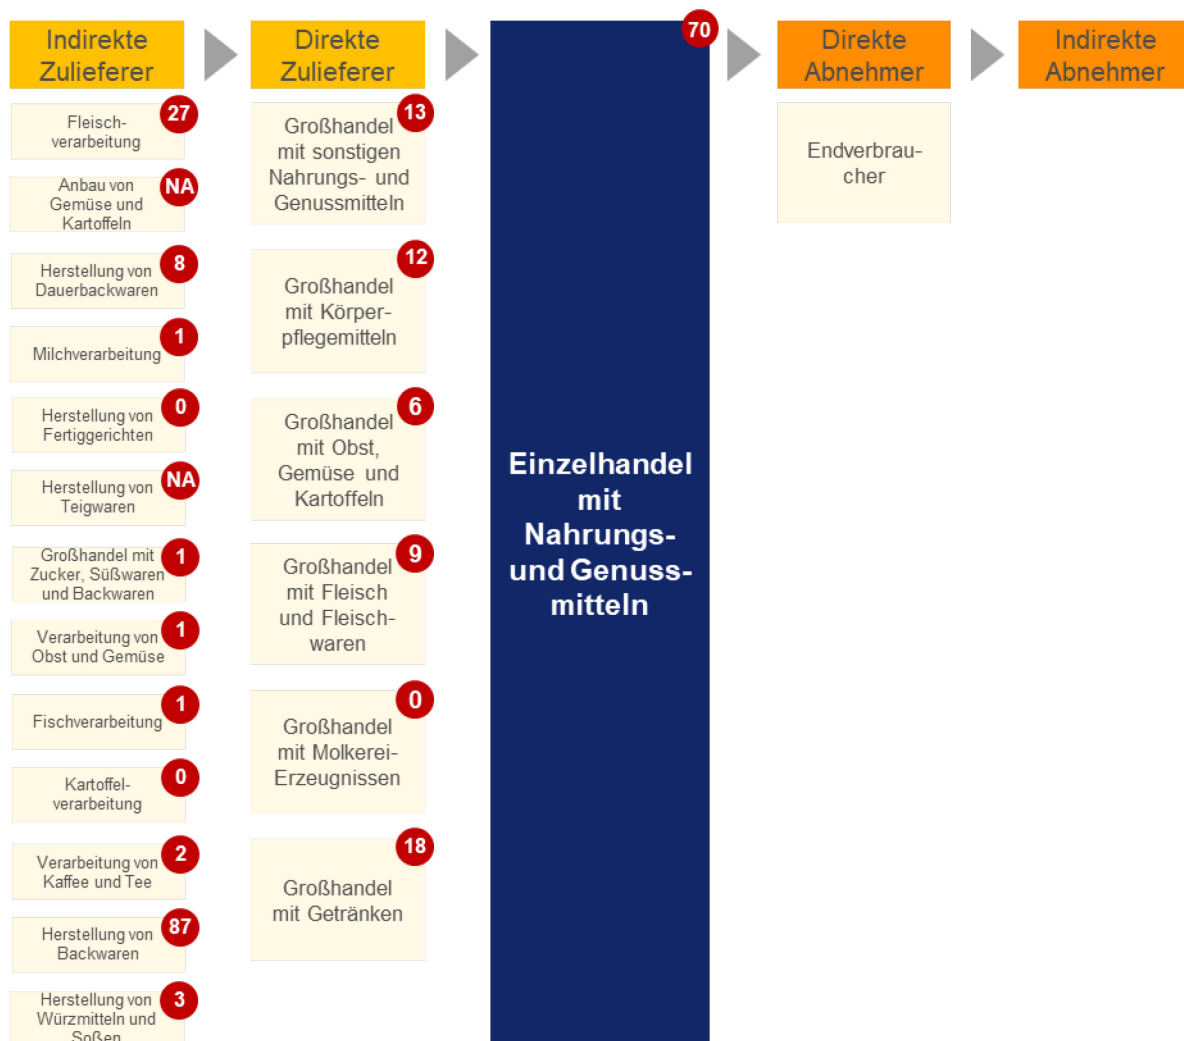 Indirekte
Zulieferer
Direkte
Zulieferer
70
Direkte
Abnehmer
Indirekte
Abnehmer
27
Fleisch-
verarbeitung
NA
Anbau von
Gemüse und
Kartoffeln
8
Herstellung von
Dauerbackwaren
1
Milchverarbeitung
0
Herstellung von
Fertiggerichten
NA
Herstellung von
Teigwaren
1
Großhandel mit
Zucker, Süßwaren
und Backwaren
1
Verarbeitung von
Obst und Gemüse
1
Fischverarbeitung
0
Kartoffel-
verarbeitung
2
Verarbeitung von
Kaffee und Tee
87
Herstellung von
Backwaren
3
Herstellung von
Würzmitteln und
Soßen
13
Großhandel
mit sonstigen
Nahrungs- und
Genussmitteln
12
Großhandel
mit Körper-
pflegemitteln
6
Großhandel
mit Obst,
Gemüse und
Kartoffeln
9
Großhandel
mit Fleisch
und Fleisch-
waren
0
Großhandel
mit Molkerei-
Erzeugnissen
18
Großhandel
mit Getränken
Einzelhandel
mit
Nahrungs-
und Genuss-
mitteln
Endverbrau-
cher